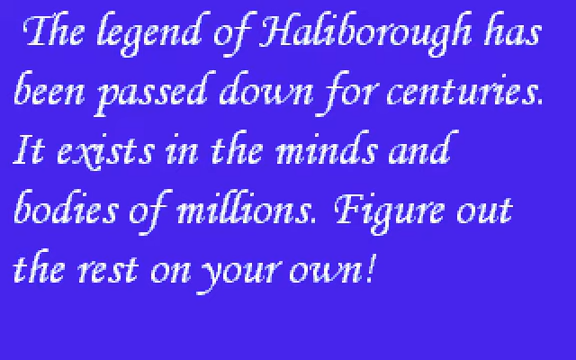 The legend of Haliborough has
been passed down for centuries.
It exists in the minds and
bodies of millions. Figure out
the rest on your own!